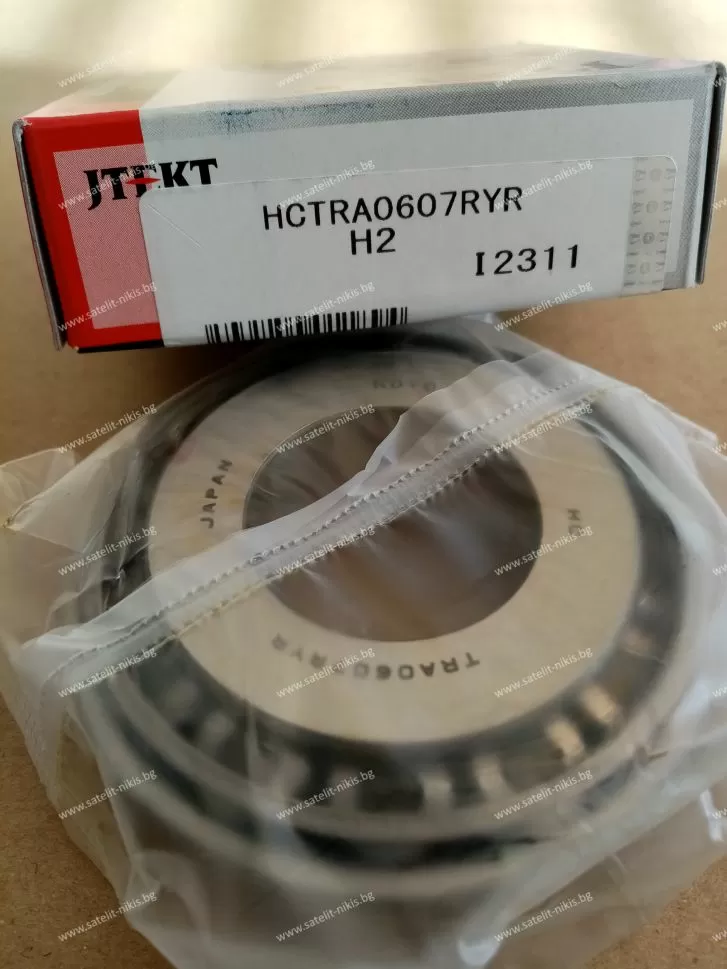 JTEKT
HCTRA0607RYR
H2
I2311
JAPAN
TRA0607RYR
www.satelit-nikis.bg